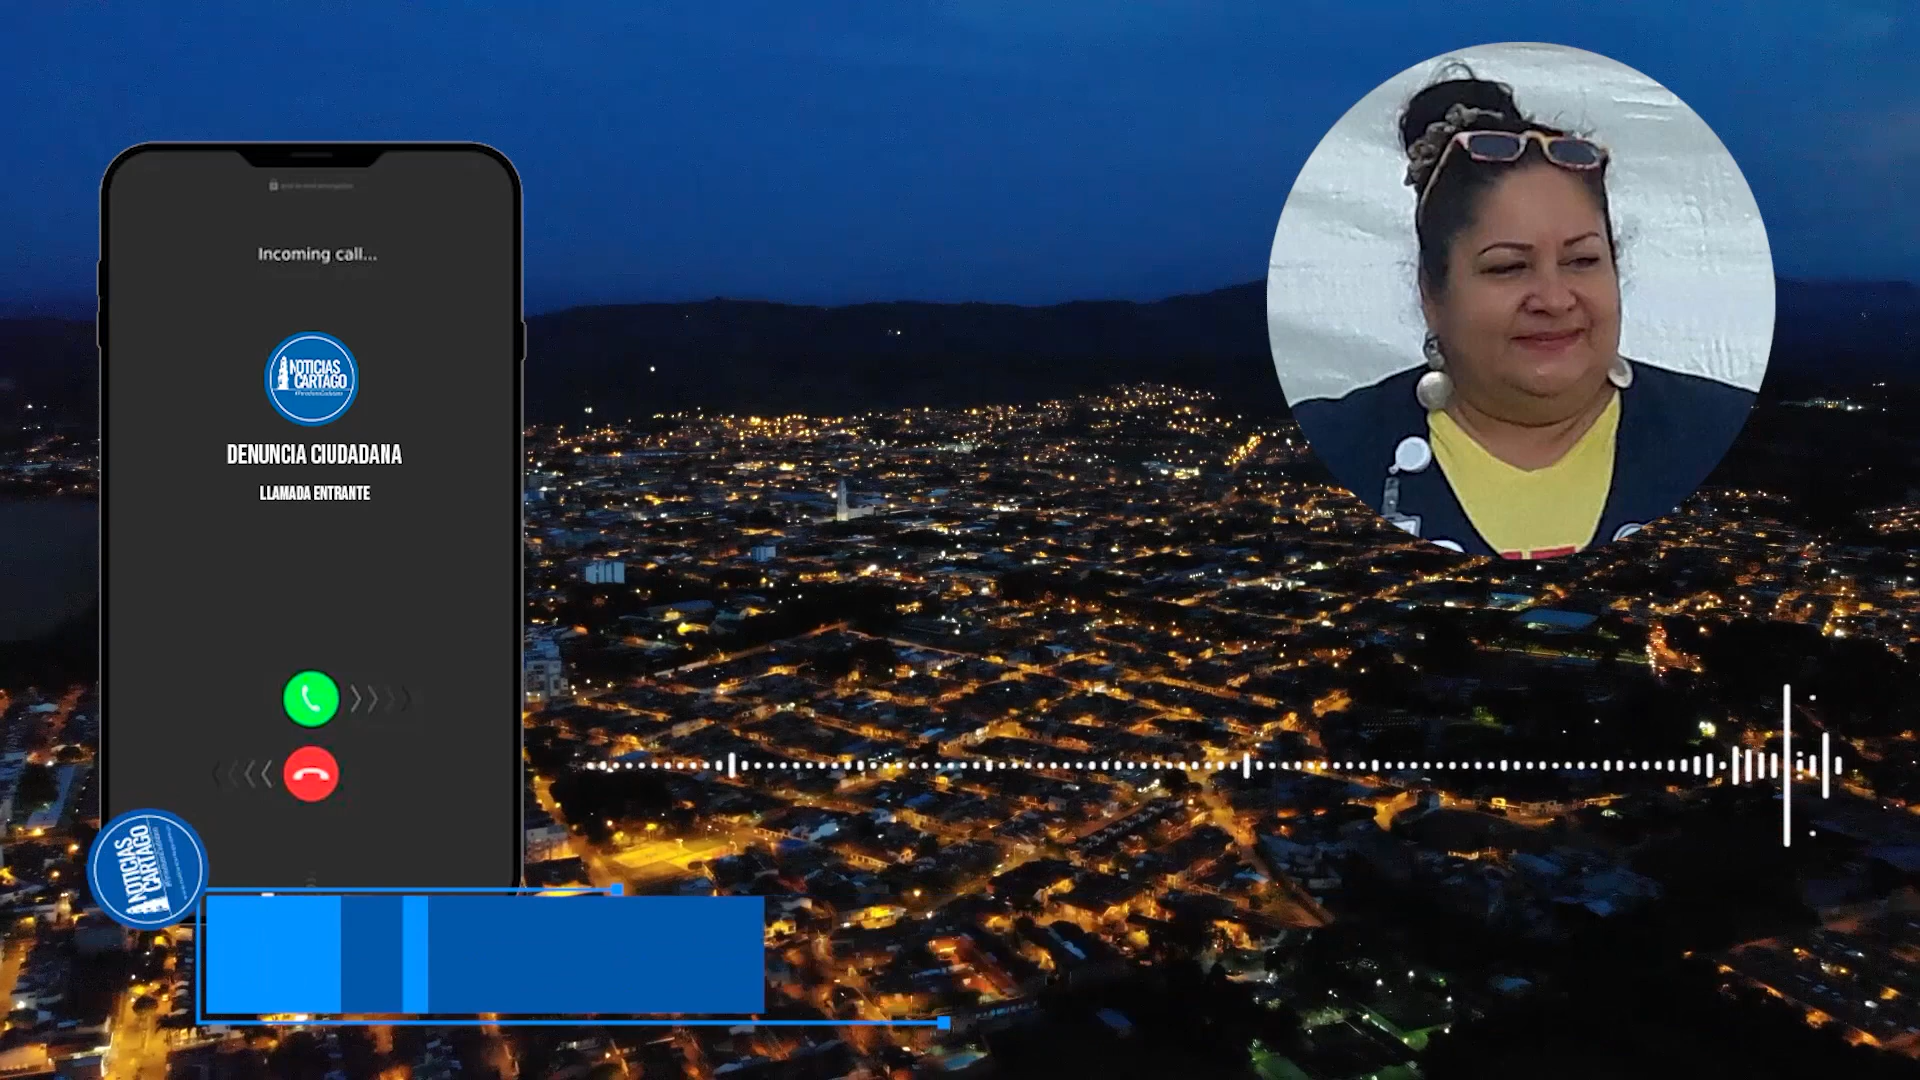 Incoming call...
NOTICIAS
CARTAGO
DENUNCIA CIUDADANA
LLAMADA ENTRANTE
NOTICIAS
CARTAGO